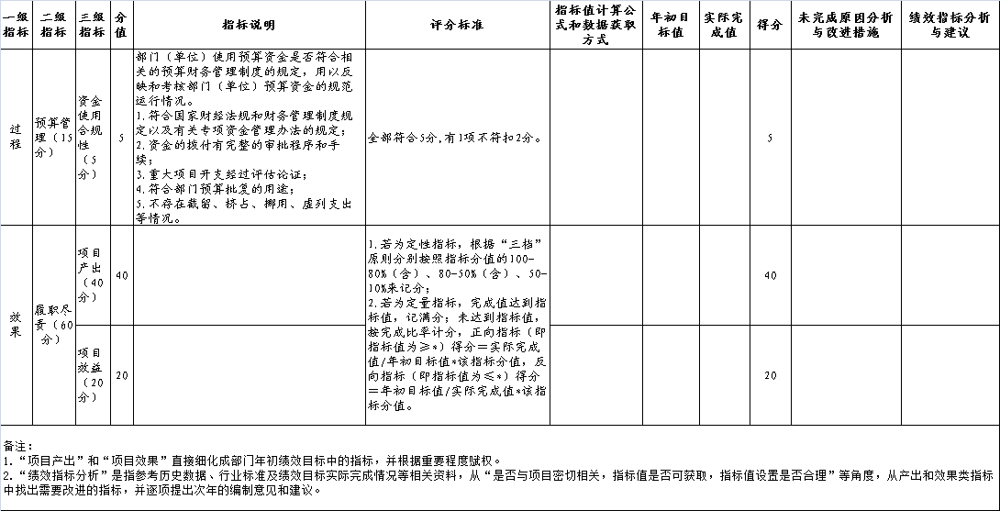 一级指标 二级指标 三级指标 分值 指标说明 评分标准 指标值计算公式和数据获取方式 年初目标值 实际完成值 得分 未完成原因分析与改进措施 绩效指标分析与建议
过程
预算管理（15分）
资金使用合规性（5分）
5
部门（单位）使用预算资金是否符合相
关的预算财务管理制度的规定，用以反
映和考核部门（单位）预算资金的规范
运行情况。
1.符合国家财经法规和财务管理制度规
定以及有关专项资金管理办法的规定；
2.资金的拨付有完整的审批程序和手
续；
3.重大项目开支经过评估论证；
4.符合部门预算批复的用途；
5.不存在截留、挤占、挪用、虚列支出
等情况。
全部符合5分,有1项不符扣2分。
5
效果
履职尽责（60分）
项目产出（40分）
40
1.若为定性指标，根据“三档”
原则分别按照指标分值的100-
80%（含）、80-50%（含）、50-
10%来记分；
2.若为定量指标，完成值达到指
标值，记满分；未达到指标值，
按完成比率计分，正向指标（即
指标值为≥*）得分＝实际完成
值/年初目标值*该指标分值，反
向指标（即指标值为≤*）得分
＝年初目标值/实际完成值*该指
标分值。
40
项目效益（20分）
20
20
备注：
1.“项目产出”和“项目效果”直接细化成部门年初绩效目标中的指标，并根据重要程度赋权。
2.“绩效指标分析”是指参考历史数据、行业标准及绩效目标实际完成情况等相关资料，从“是否与项目密切相关，指标值是否可获取，指标值设置是否合理”等角度，从产出和效果类指标
中找出需要改进的指标，并逐项提出次年的编制意见和建议。